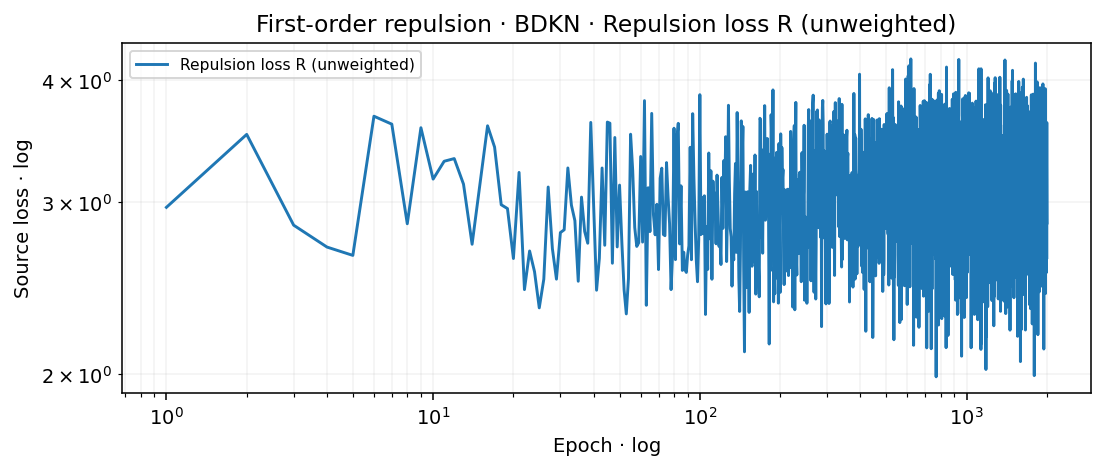 First-order repulsion · BDKN · Repulsion loss R (unweighted)
Repulsion loss R (unweighted)
Source loss · log
4 × 10⁰
3 × 10⁰
2 × 10⁰
10⁰
10¹
10²
10³
Epoch · log